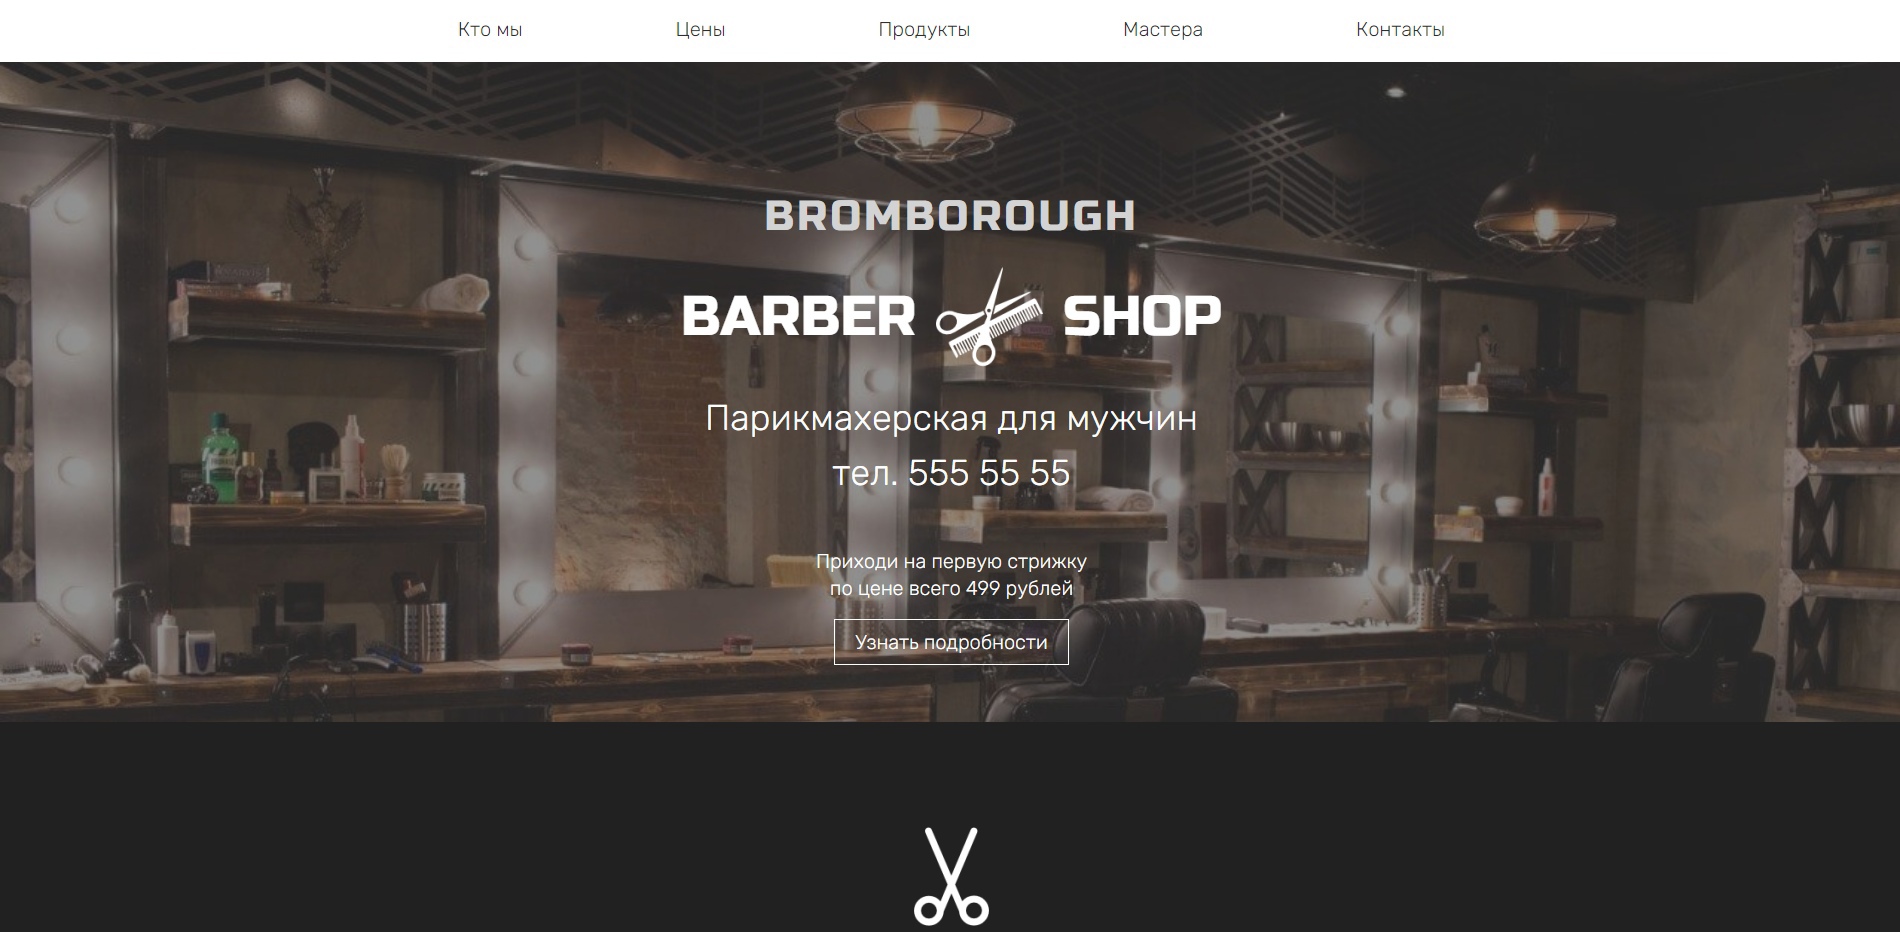 Кто мы Цены Продукты Мастера Контакты
BROMBOROUGH
BARBER SHOP
Парикмахерская для мужчин
тел. 555 55 55
Приходи на первую стрижку
по цене всего 499 рублей
Узнать подробности